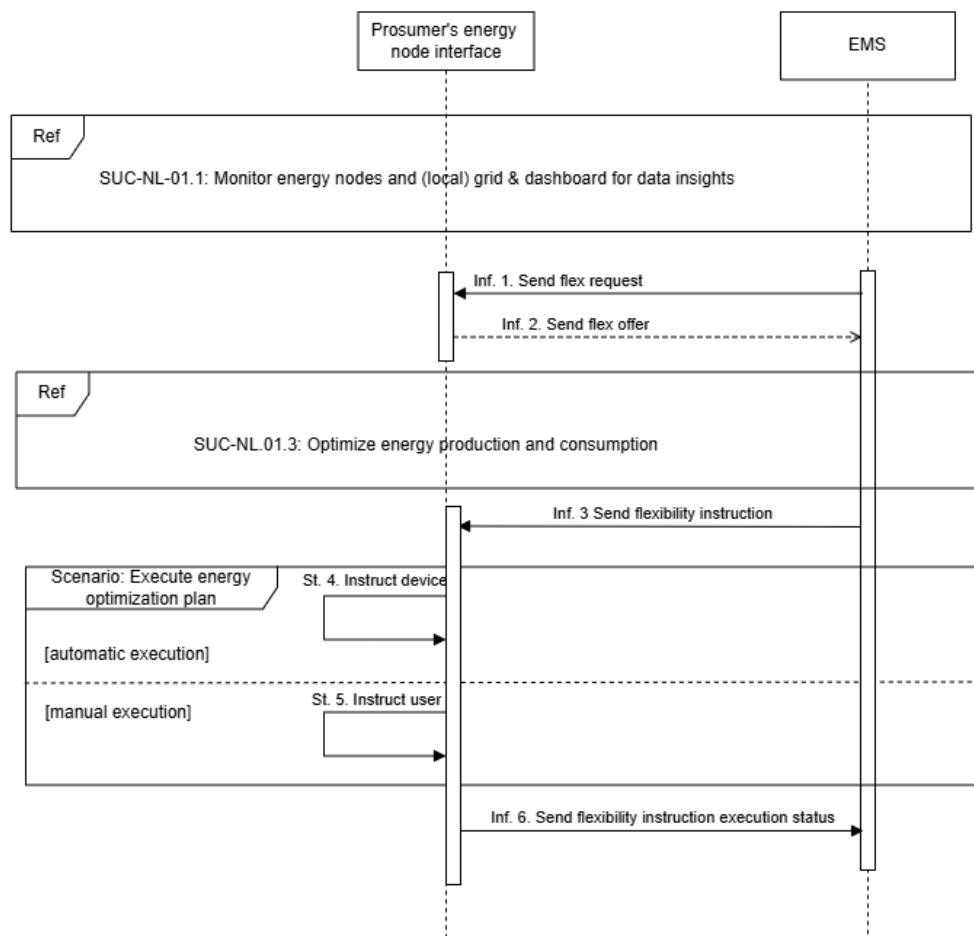 Prosumer's energy
node interface
EMS
Ref
SUC-NL-01.1: Monitor energy nodes and (local) grid & dashboard for data insights
Inf. 1. Send flex request
Inf. 2. Send flex offer
Ref
SUC-NL.01.3: Optimize energy production and consumption
Inf. 3 Send flexibility instruction
Scenario: Execute energy
optimization plan
St. 4. Instruct device
[automatic execution]
St. 5. Instruct user
[manual execution]
Inf. 6. Send flexibility instruction execution status